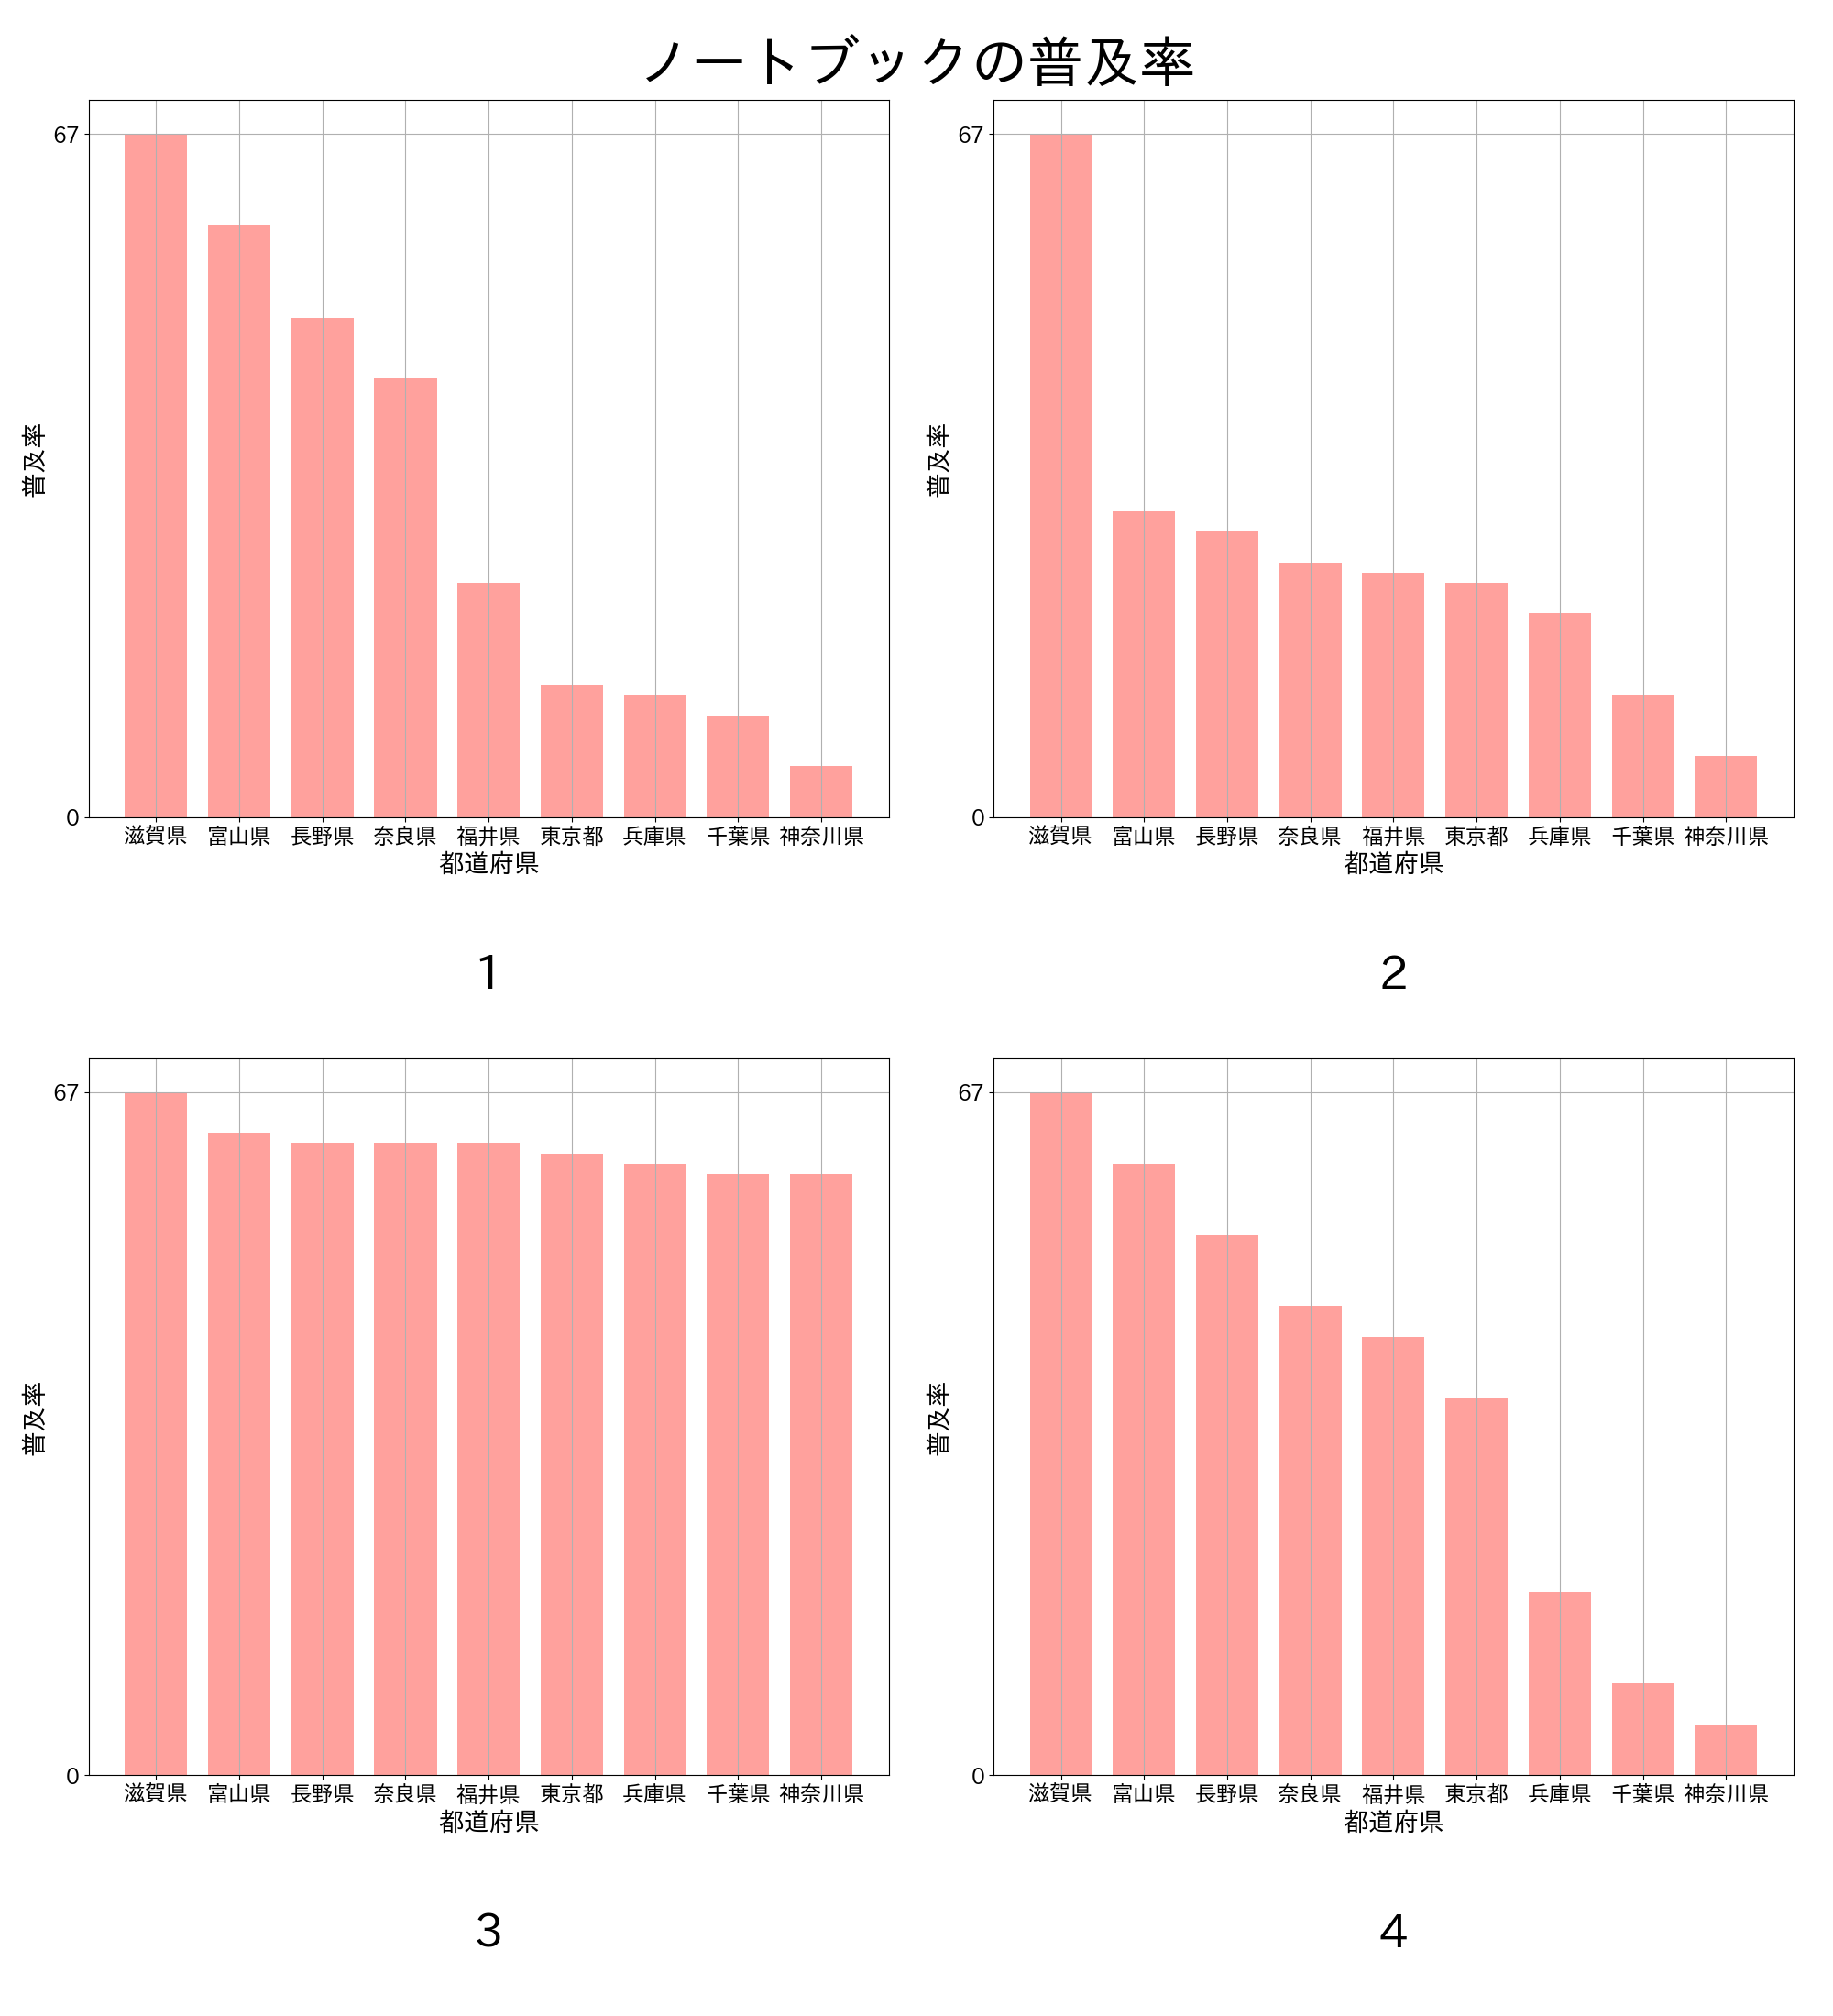 ノートブックの普及率
67
0
普及率
滋賀県 富山県 長野県 奈良県 福井県 東京都 兵庫県 千葉県 神奈川県
都道府県
1
67
0
普及率
滋賀県 富山県 長野県 奈良県 福井県 東京都 兵庫県 千葉県 神奈川県
都道府県
2
67
0
普及率
滋賀県 富山県 長野県 奈良県 福井県 東京都 兵庫県 千葉県 神奈川県
都道府県
3
67
0
普及率
滋賀県 富山県 長野県 奈良県 福井県 東京都 兵庫県 千葉県 神奈川県
都道府県
4